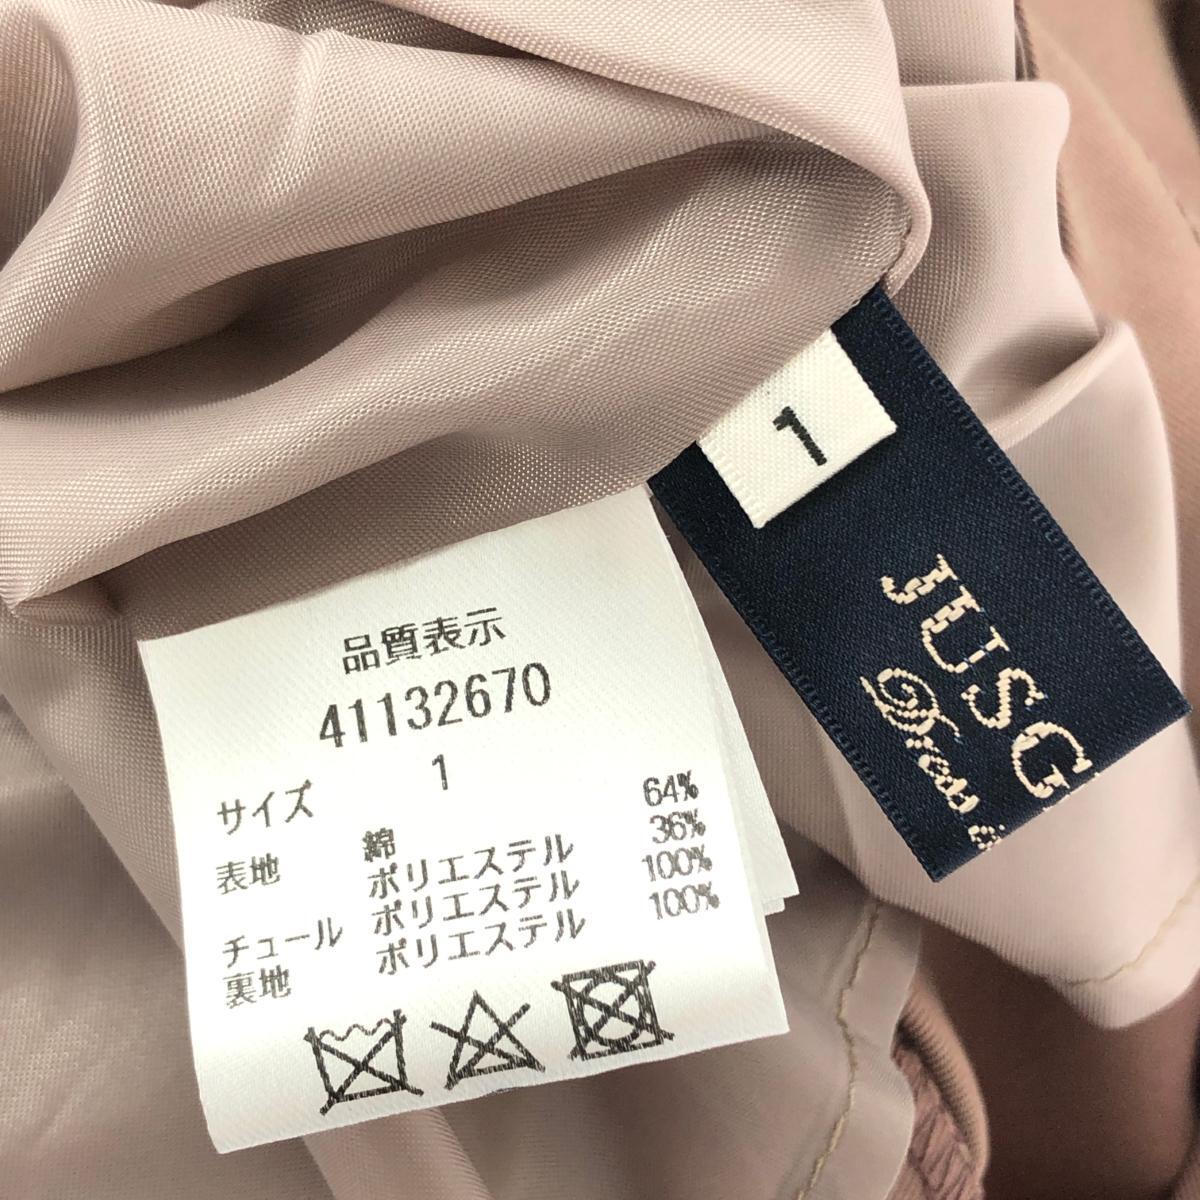 品質表示
41132670
サイズ 1
表地 綿 64%
ポリエステル 36%
チュール ポリエステル 100%
裏地 ポリエステル 100%
1
JUSG
Dress &